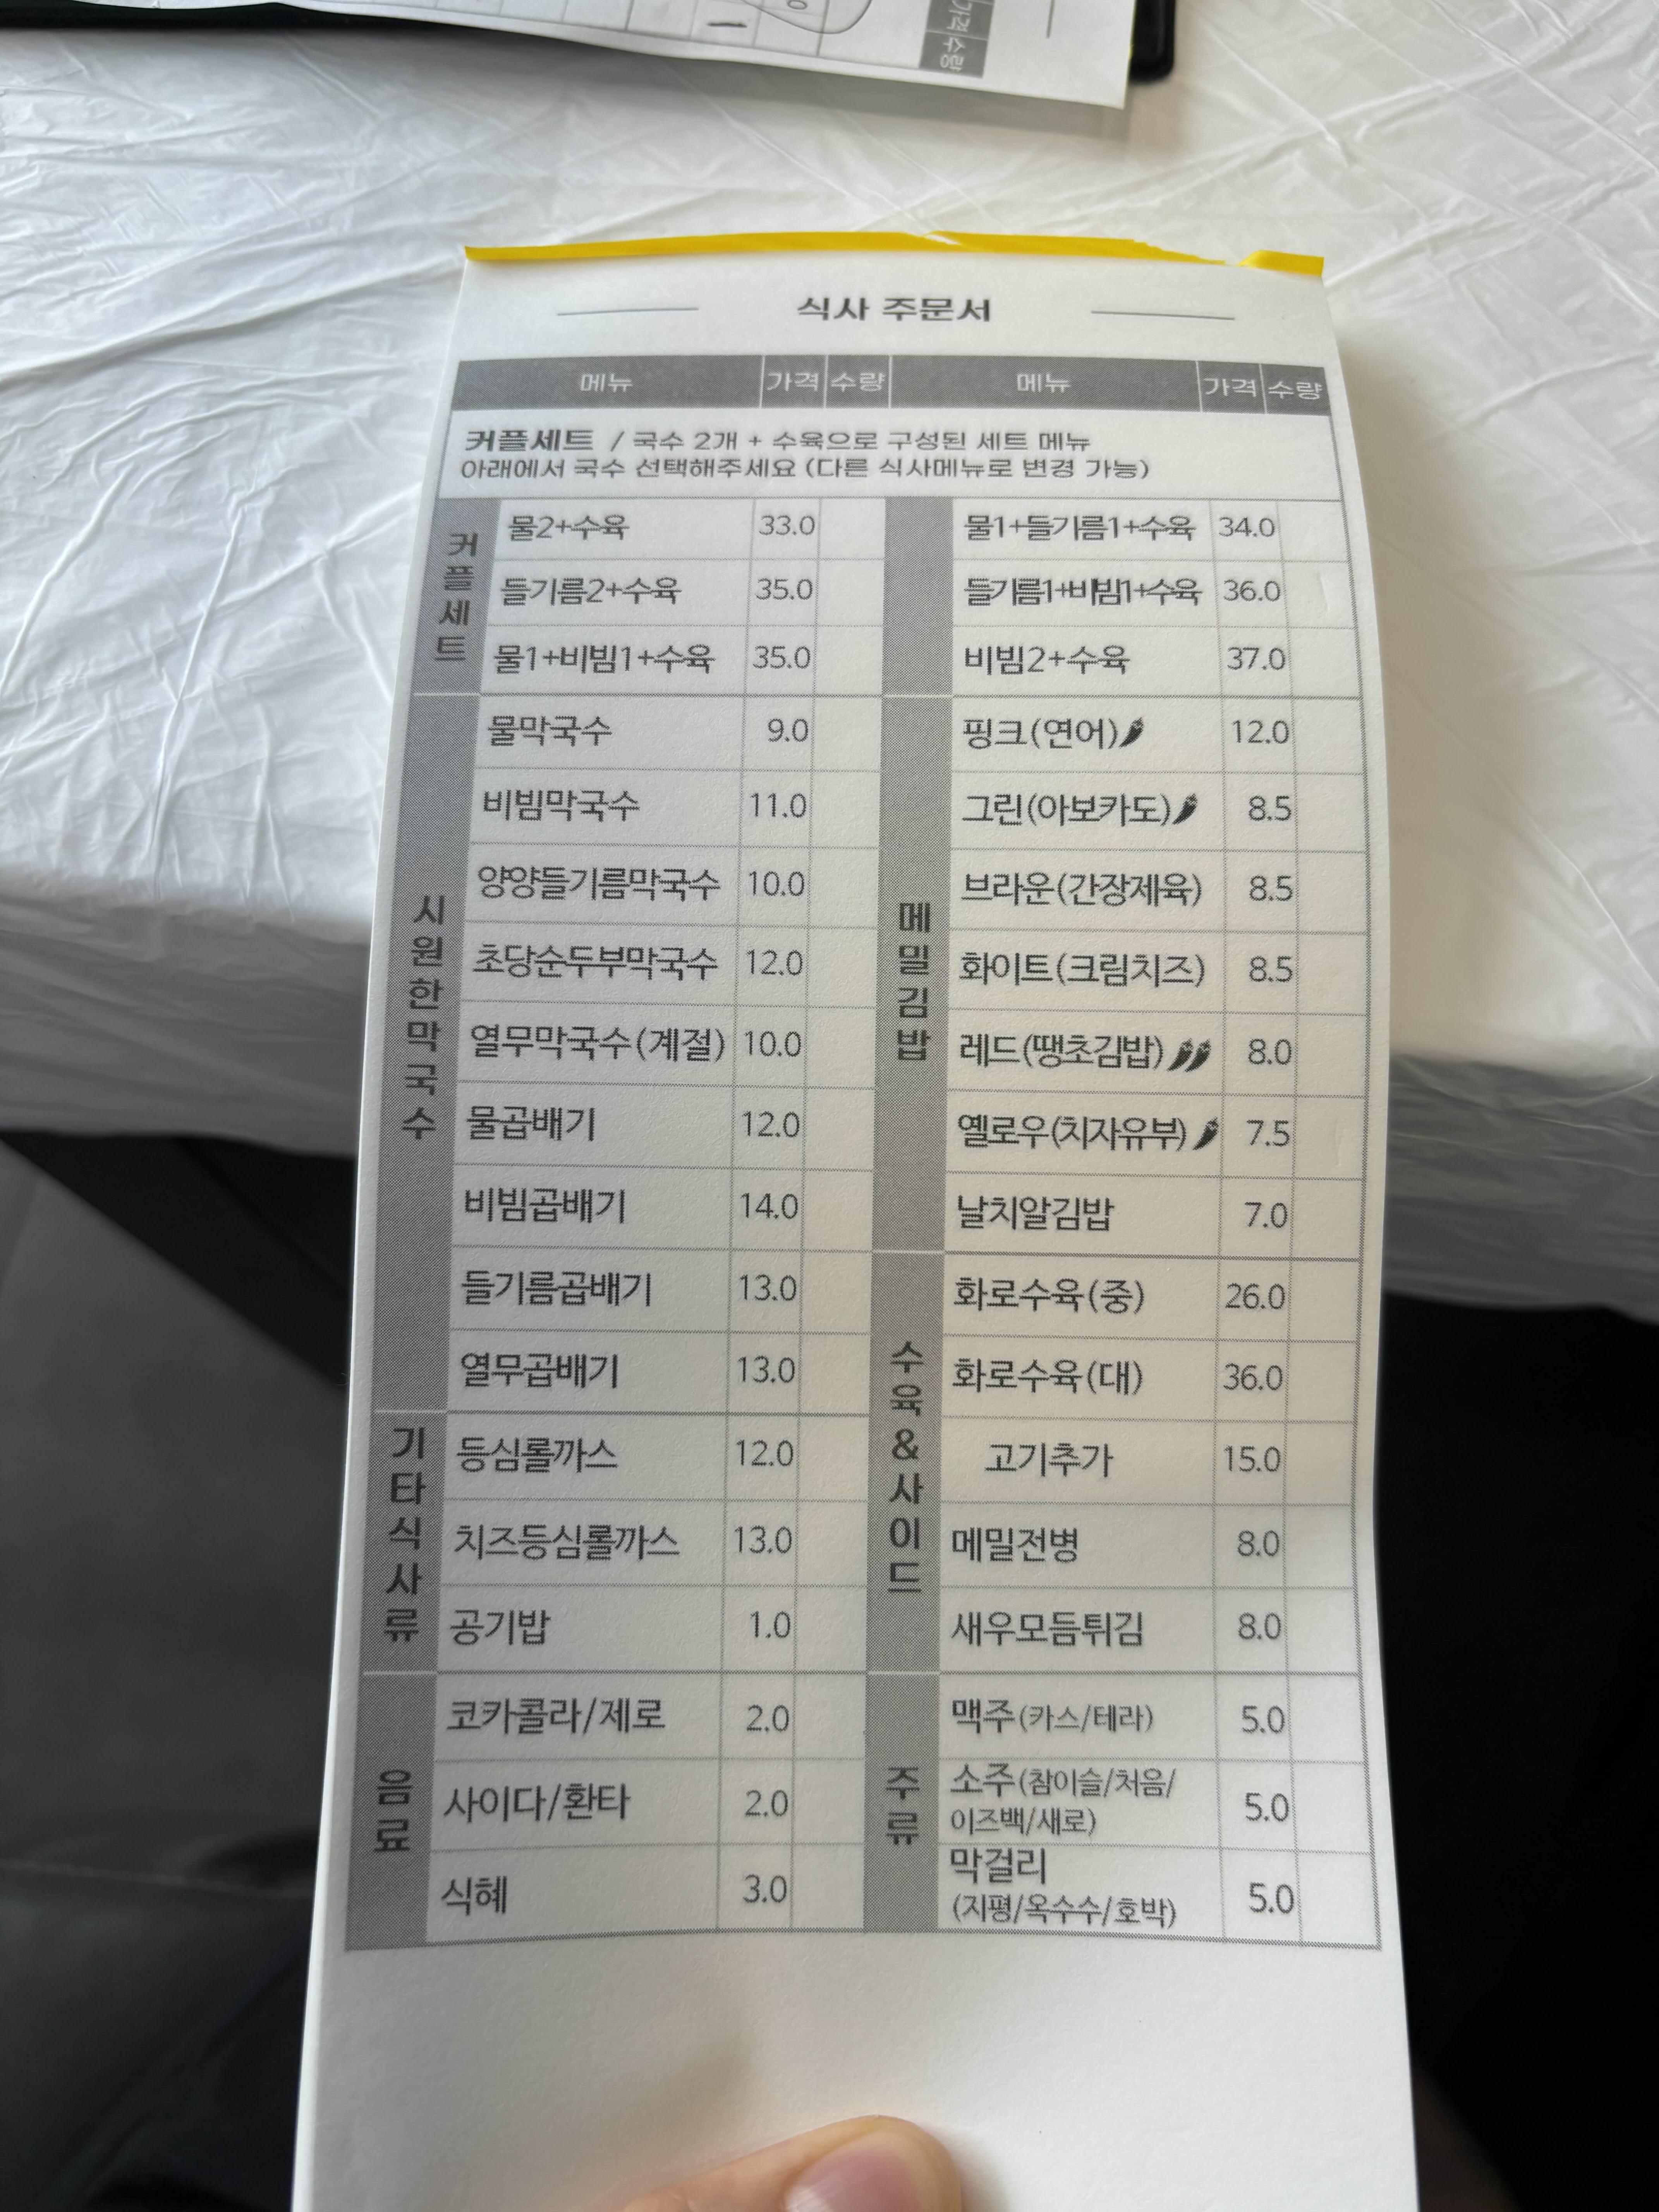 가격 수량
식사 주문서
메뉴 가격 수량 메뉴 가격 수량
커플세트 / 국수 2개 + 수육으로 구성된 세트 메뉴
아래에서 국수 선택해주세요 (다른 식사메뉴로 변경 가능)
커플세트
물2+수육 33.0 물1+들기름1+수육 34.0
들기름2+수육 35.0 들기름1+비빔1+수육 36.0
물1+비빔1+수육 35.0 비빔2+수육 37.0
시원한막국수
물막국수 9.0
비빔막국수 11.0
양양들기름막국수 10.0
초당순두부막국수 12.0
열무막국수(계절) 10.0
물곱배기 12.0
비빔곱배기 14.0
들기름곱배기 13.0
열무곱배기 13.0
기타식사류
등심롤까스 12.0
치즈등심롤까스 13.0
공기밥 1.0
음료
코카콜라/제로 2.0
사이다/환타 2.0
식혜 3.0
메밀김밥
핑크(연어) 12.0
그린(아보카도) 8.5
브라운(간장제육) 8.5
화이트(크림치즈) 8.5
레드(땡초김밥) 8.0
옐로우(치자유부) 7.5
날치알김밥 7.0
수육&사이드
화로수육(중) 26.0
화로수육(대) 36.0
고기추가 15.0
메밀전병 8.0
새우모듬튀김 8.0
주류
맥주(카스/테라) 5.0
소주(참이슬/처음/
이즈백/새로) 5.0
막걸리
(지평/옥수수/호박) 5.0